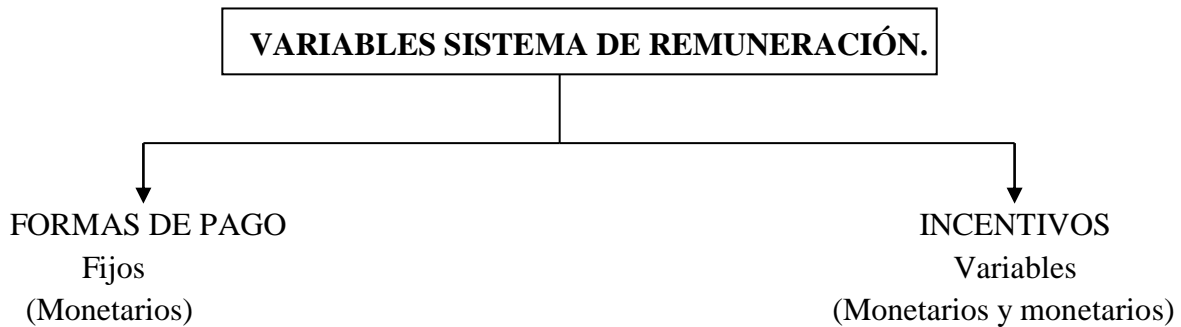 VARIABLES SISTEMA DE REMUNERACIÓN.
FORMAS DE PAGO
Fijos
(Monetarios)
INCENTIVOS
Variables
(Monetarios y monetarios)